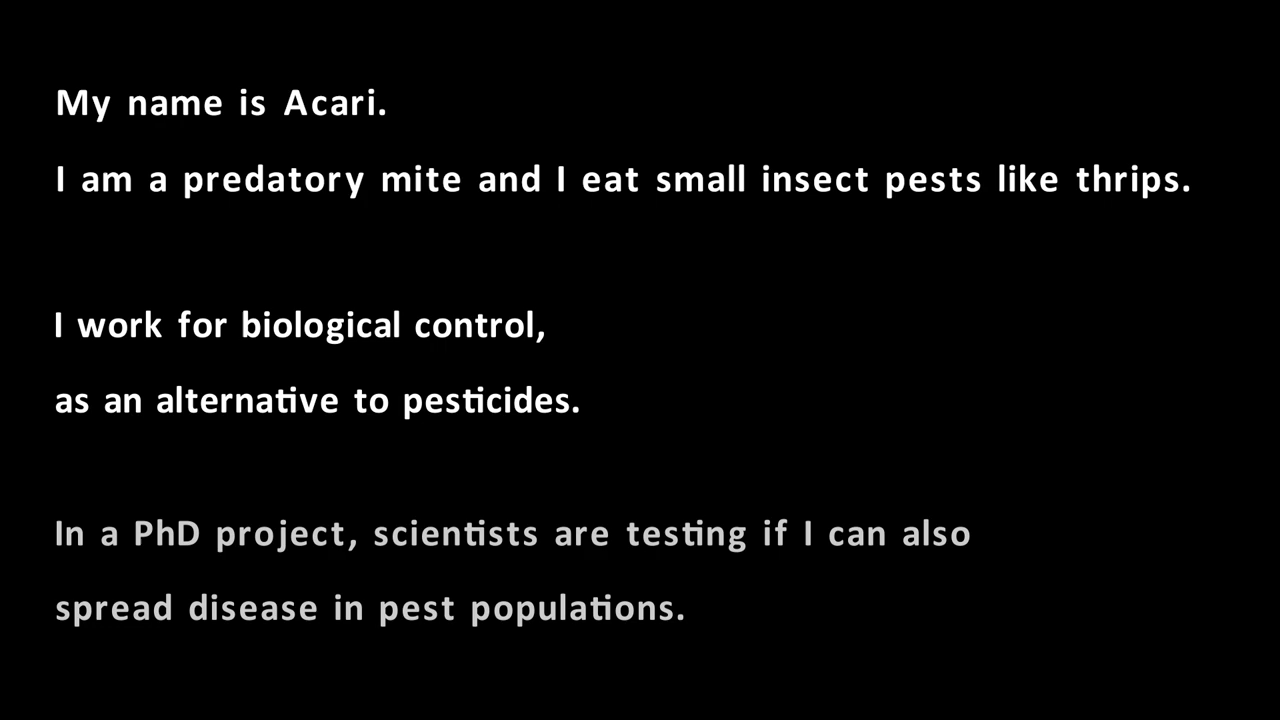 My name is Acari.
I am a predatory mite and I eat small insect pests like thrips.
I work for biological control,
as an alternative to pesticides.
In a PhD project, scientists are testing if I can also
spread disease in pest populations.